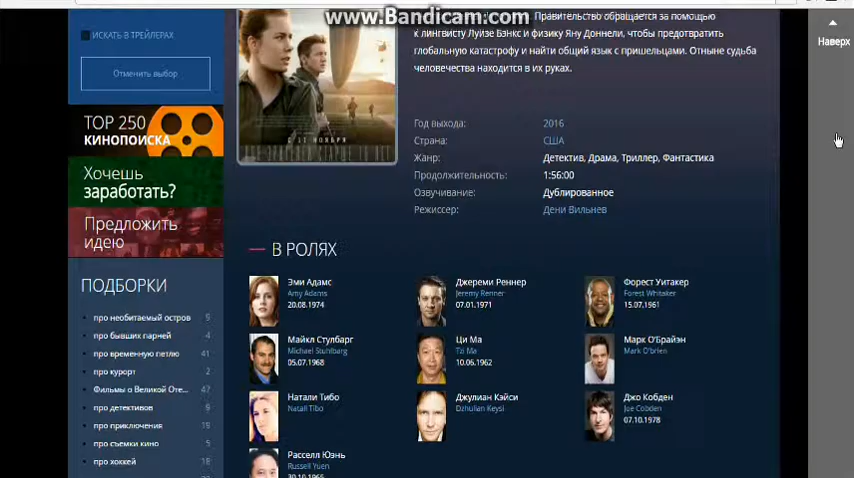 www.Bandicam.com
Наверх
ИСКАТЬ В ТРЕЙЛЕРАХ
Отменить выбор
TOP 250
КИНОПОИСКА
Хочешь
заработать?
Предложить
идею
ПОДБОРКИ
про необитаемый остров 5
про бывших парней 4
про временную петлю 41
про курорт 2
Фильмы о Великой Оте... 47
про детективов 9
про приключения 19
про съемки кино 5
про хоккей 18
С 11 НОЯБРЯ
Правительство обращается за помощью
к лингвисту Луизе Бэнкс и физику Яну Доннели, чтобы предотвратить
глобальную катастрофу и найти общий язык с пришельцами. Отныне судьба
человечества находится в их руках.
Год выхода: 2016
Страна: США
Жанр: Детектив, Драма, Триллер, Фантастика
Продолжительность: 1:56:00
Озвучивание: Дублированное
Режиссер: Дени Вильнев
В РОЛЯХ
Эми Адамс
Amy Adams
20.08.1974
Джереми Реннер
Jeremy Renner
07.01.1971
Форест Уитакер
Forest Whitaker
15.07.1961
Майкл Стулбарг
Michael Stuhlbarg
05.07.1968
Ци Ма
Tzi Ma
10.06.1962
Марк О'Брайэн
Mark O'brien
Натали Тибо
Natali Tibo
Джулиан Кэйси
Dzhulian Keysi
Джо Кобден
Joe Cobden
07.10.1978
Расселл Юэнь
Russell Yuen